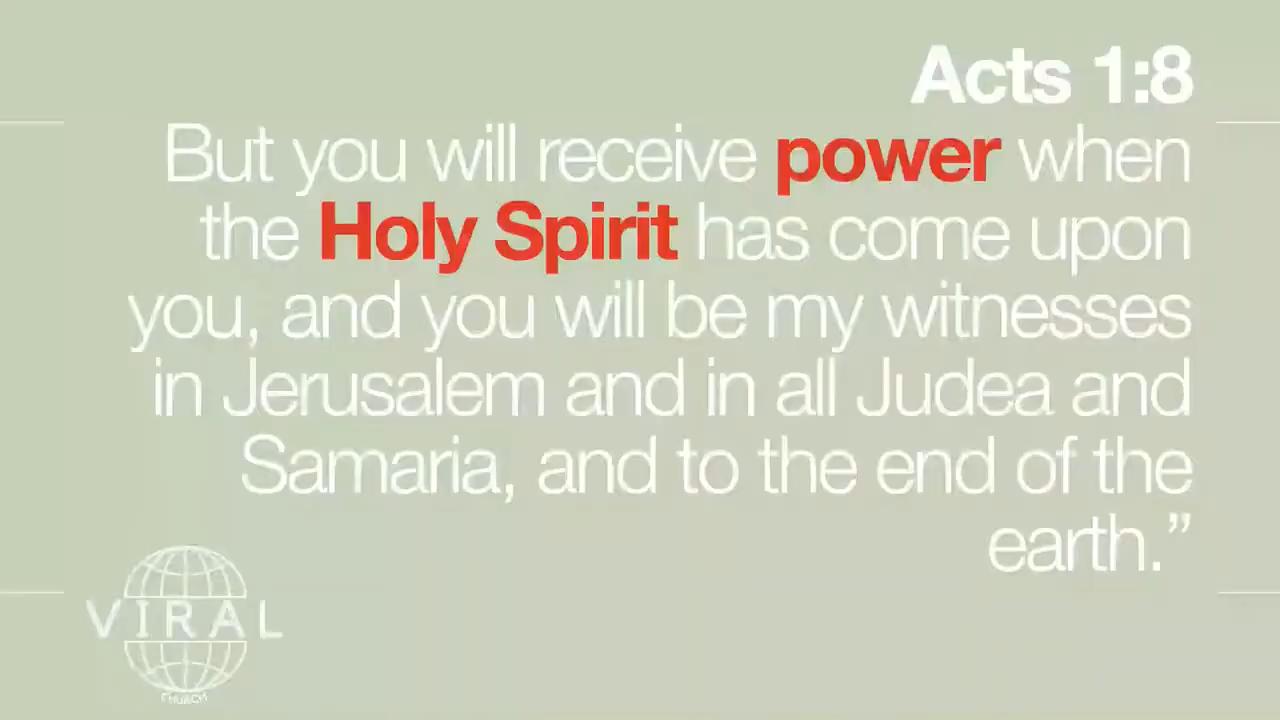 Acts 1:8
But you will receive power when
the Holy Spirit has come upon
you, and you will be my witnesses
in Jerusalem and in all Judea and
Samaria, and to the end of the
earth.”
VIRAL
CHURCH